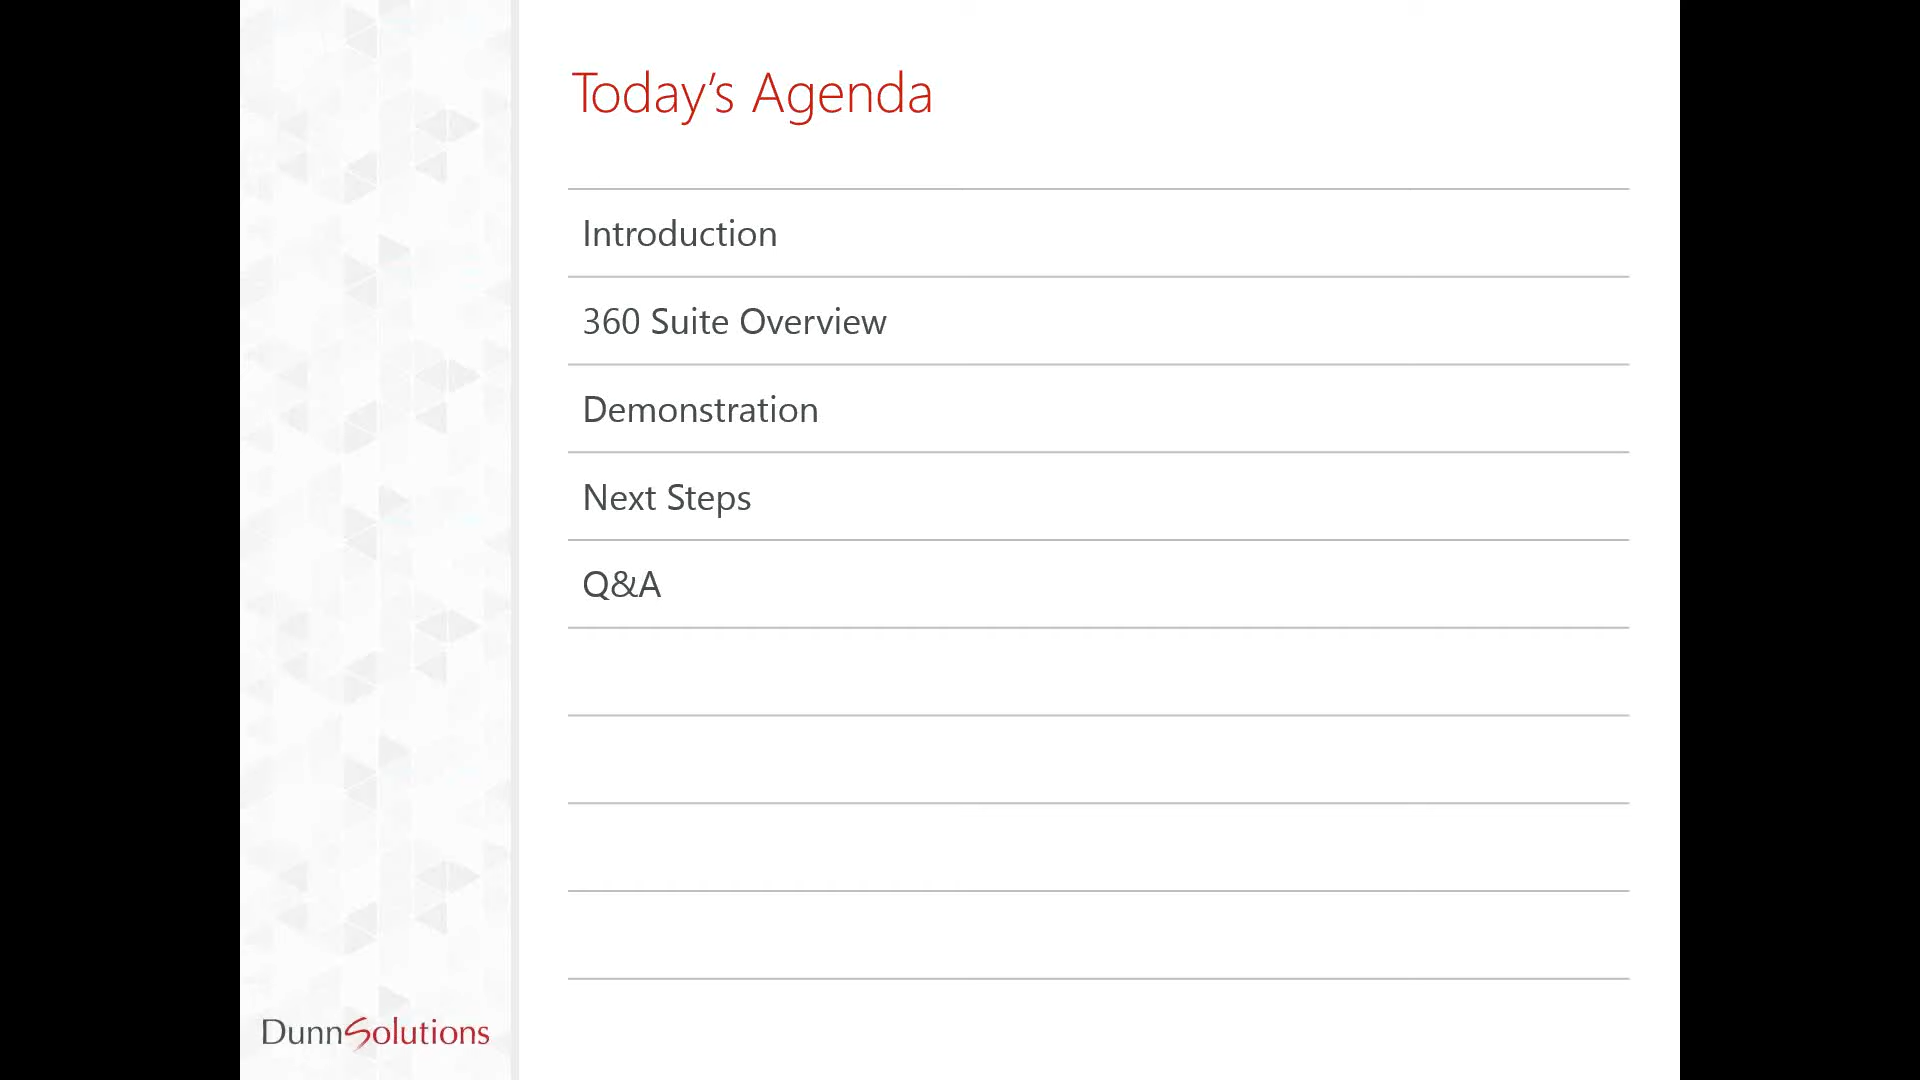 Today’s Agenda
Introduction
360 Suite Overview
Demonstration
Next Steps
Q&A
DunnSolutions